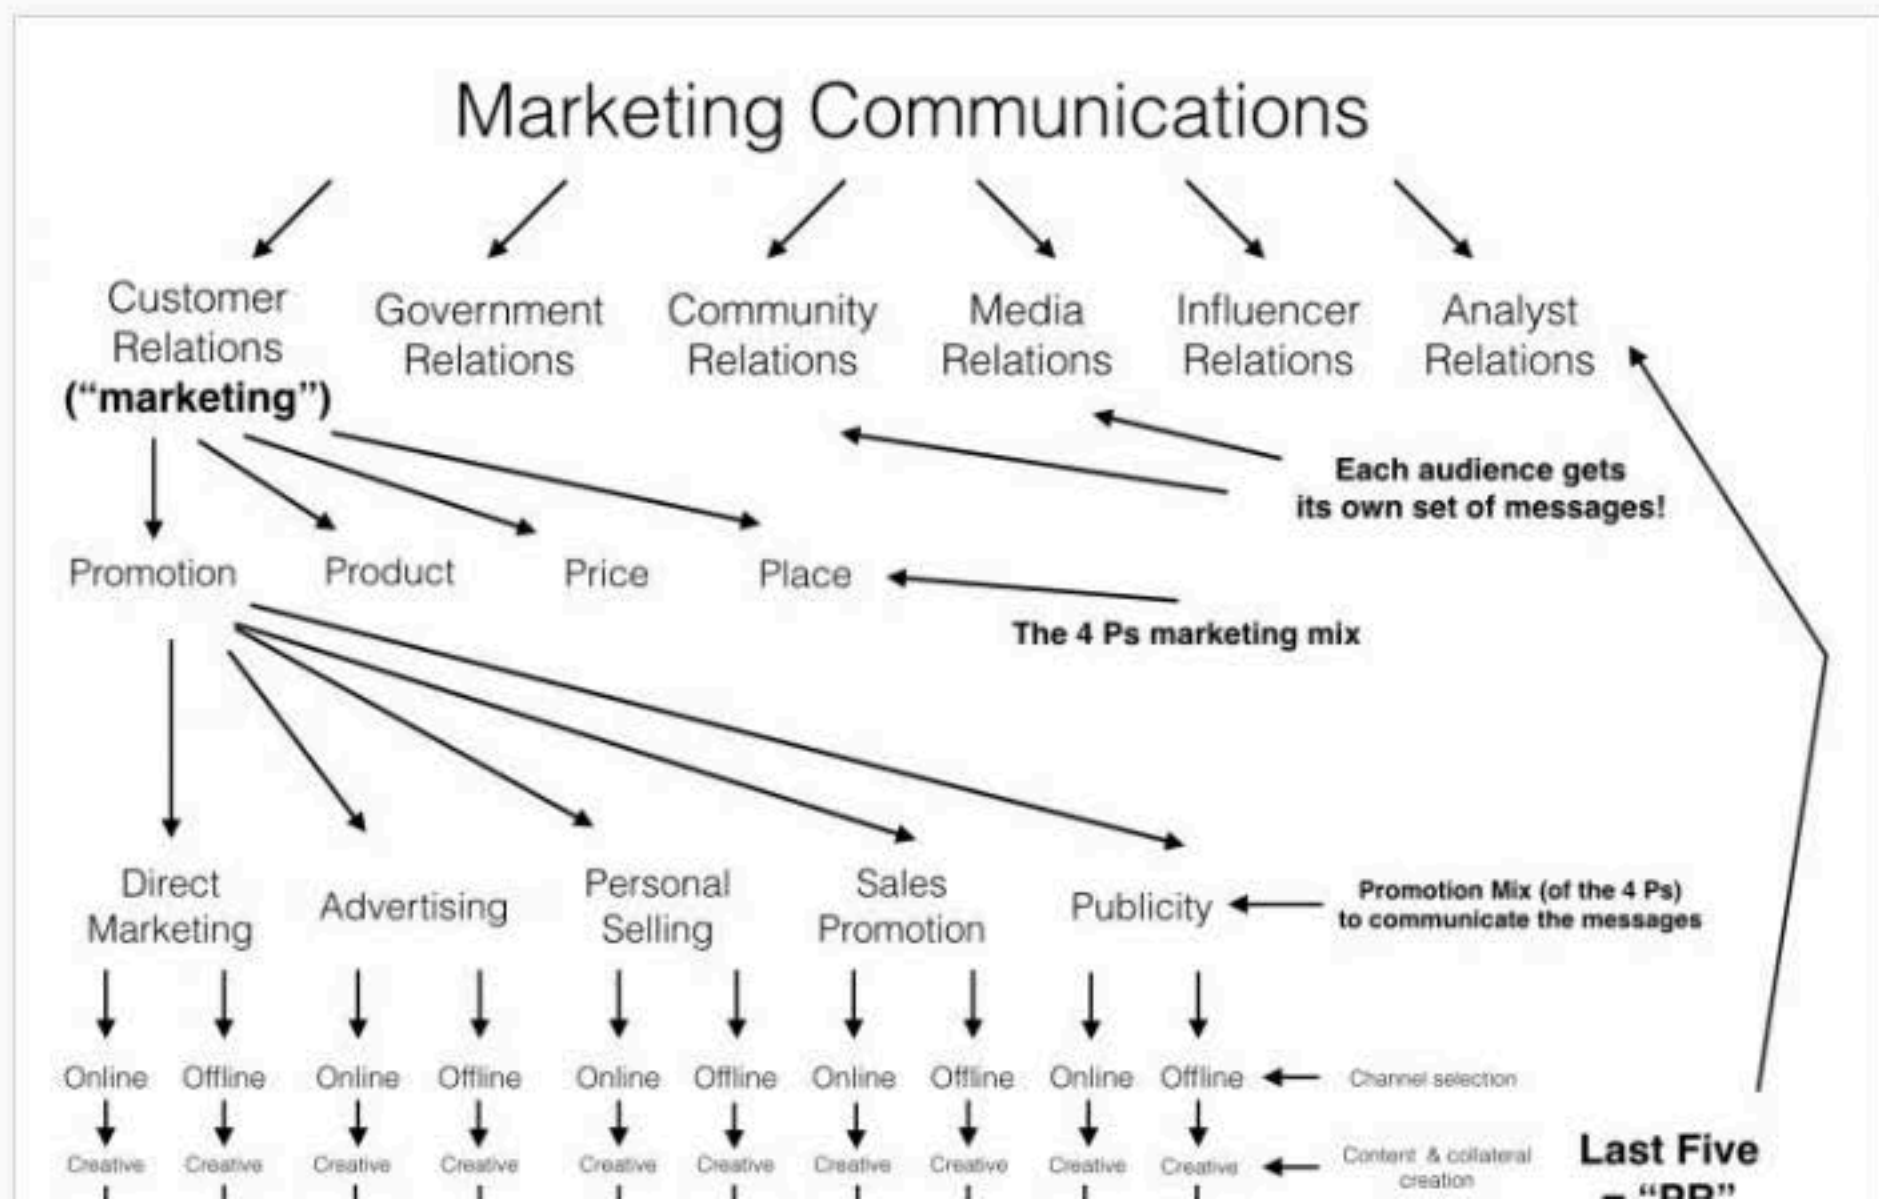 Marketing Communications
Customer
Relations
("marketing")
Government
Relations
Community
Relations
Media
Relations
Influencer
Relations
Analyst
Relations
Each audience gets
its own set of messages!
Promotion
Product
Price
Place
The 4 Ps marketing mix
Direct
Marketing
Advertising
Personal
Selling
Sales
Promotion
Publicity
Promotion Mix (of the 4 Ps)
to communicate the messages
Online Offline Online Offline Online Offline Online Offline Online Offline
Channel selection
Creative Creative Creative Creative Creative Creative Creative Creative Creative Creative
Content & collateral
creation
Last Five
= "PR"